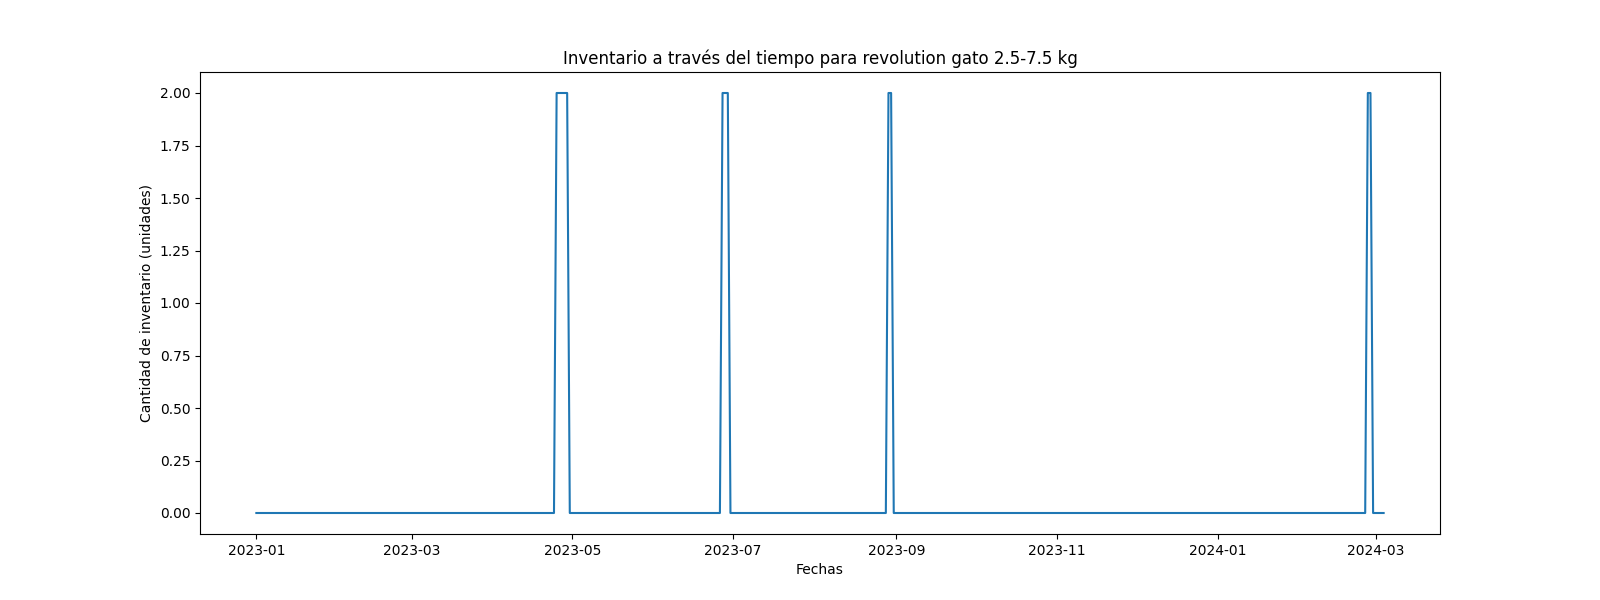 Inventario a través del tiempo para revolution gato 2.5-7.5 kg
Cantidad de inventario (unidades)
2.00
1.75
1.50
1.25
1.00
0.75
0.50
0.25
0.00
2023-01 2023-03 2023-05 2023-07 2023-09 2023-11 2024-01 2024-03
Fechas